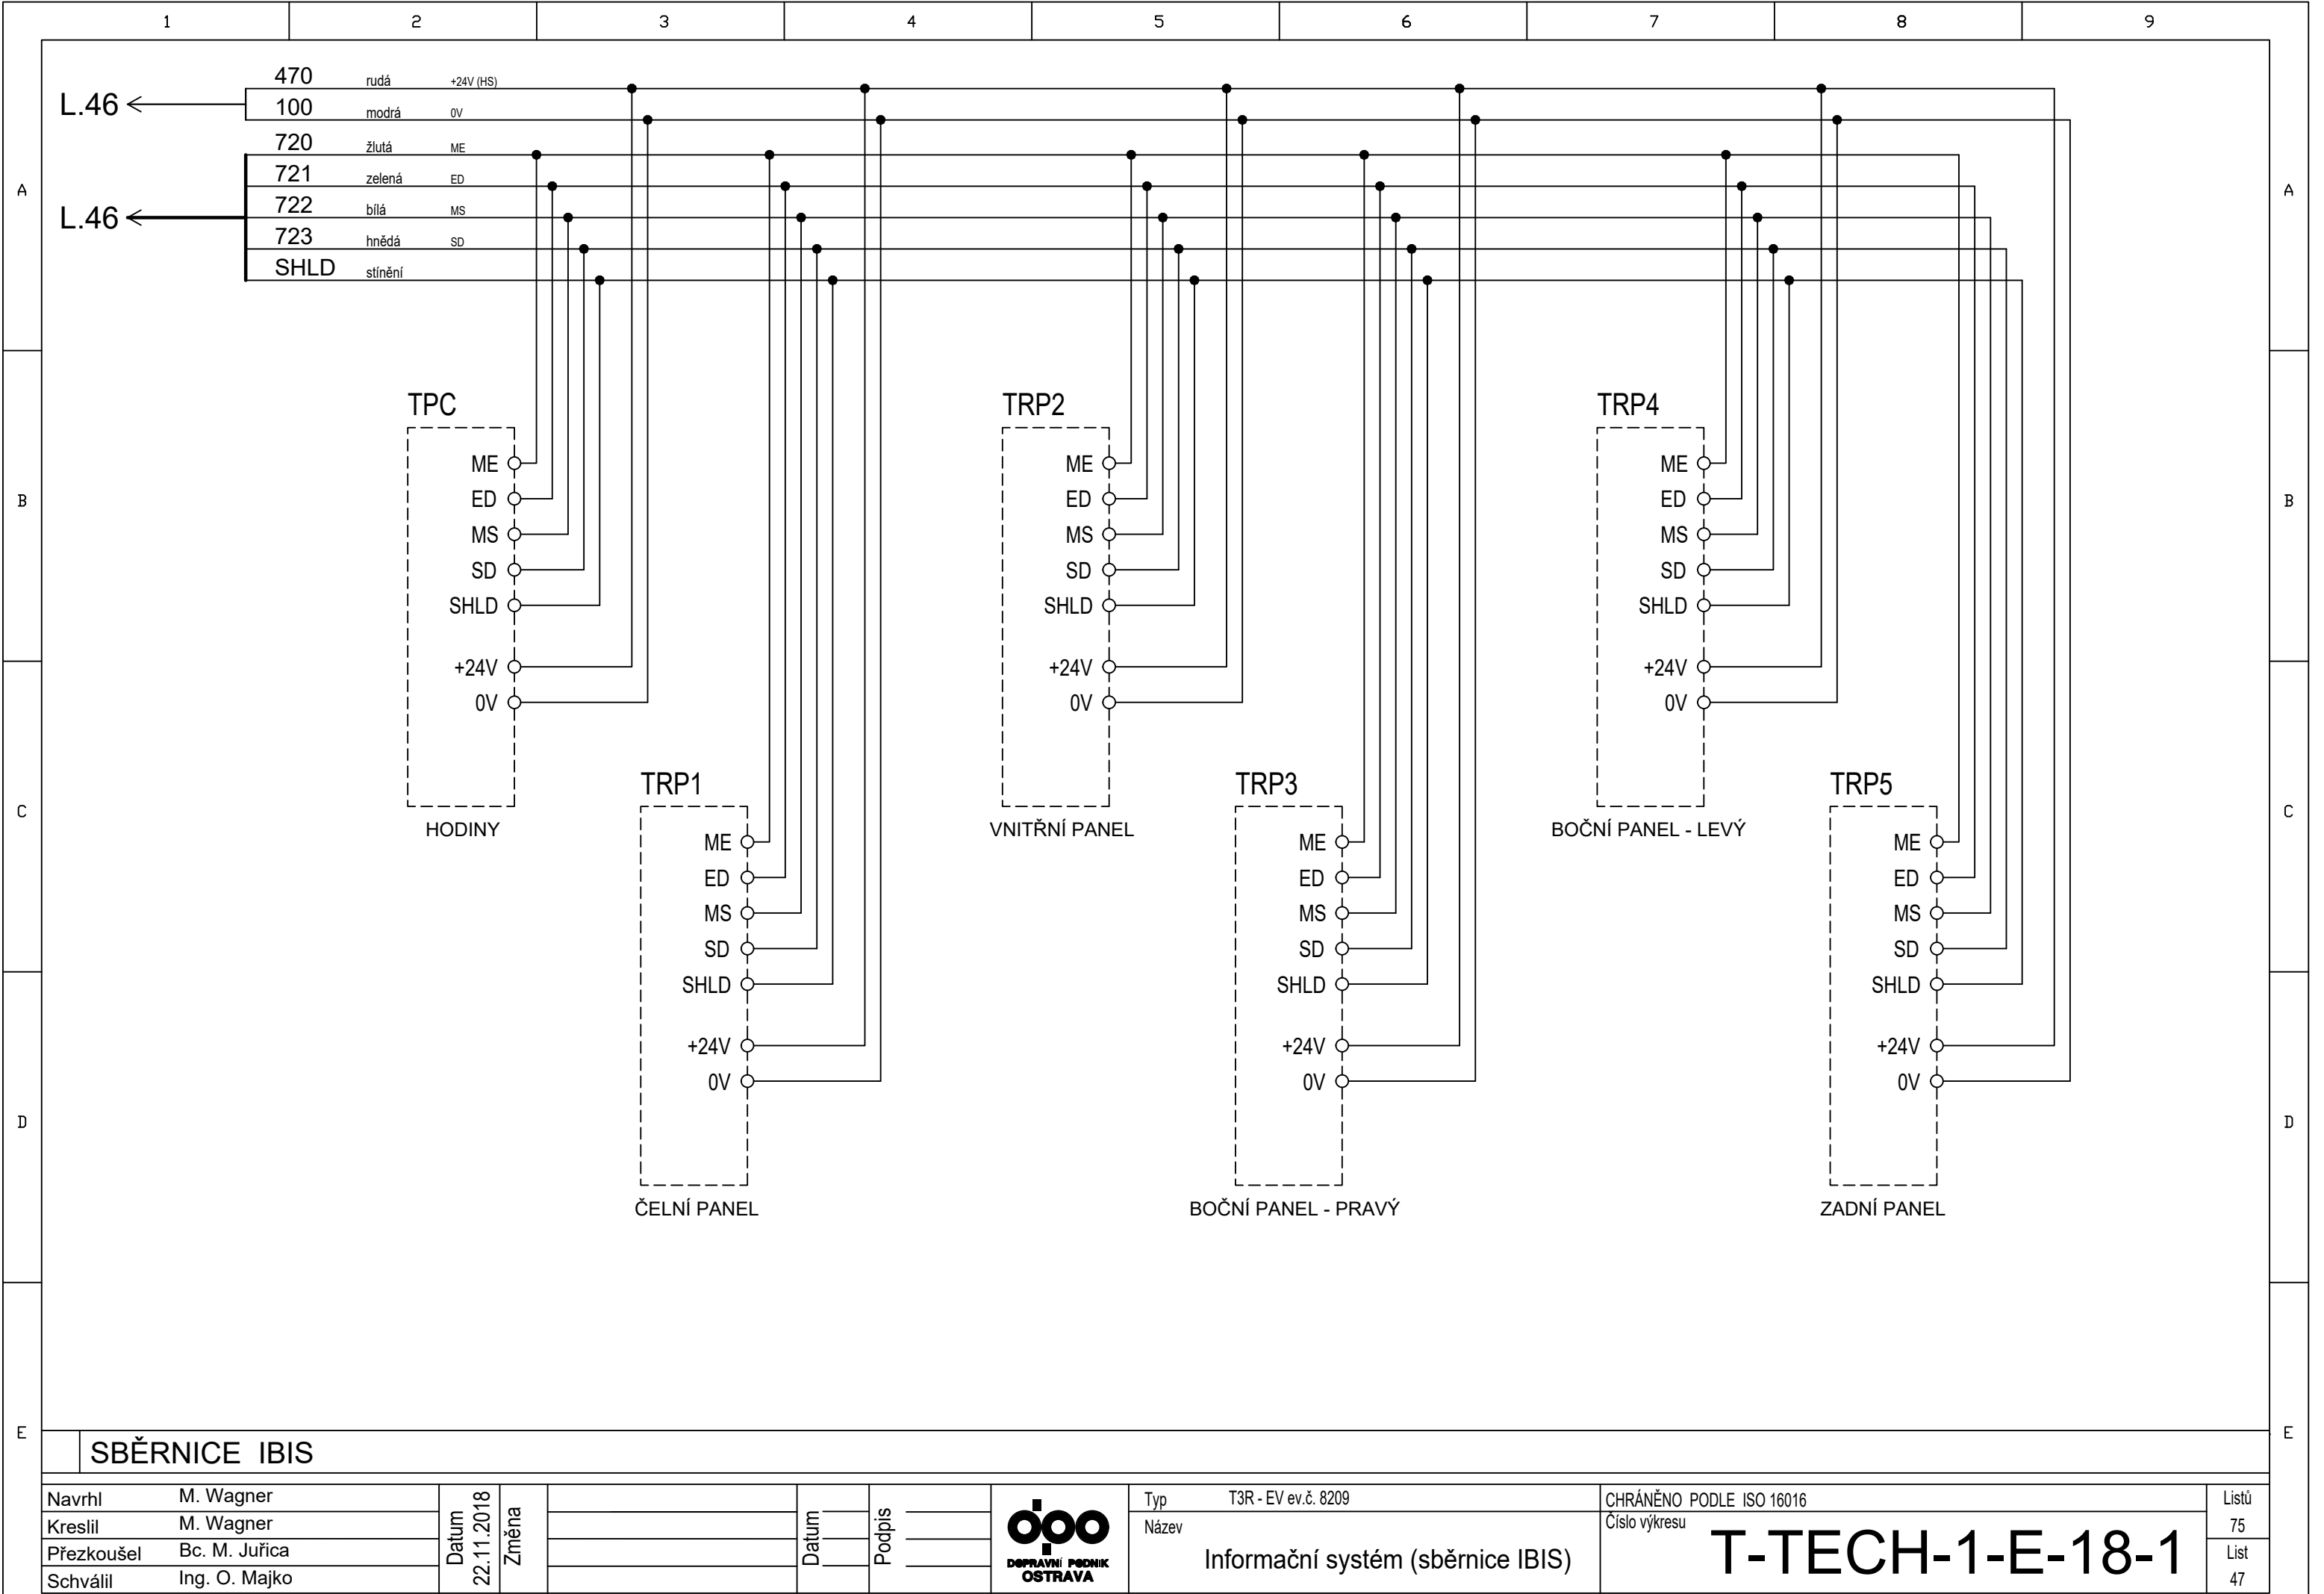 1 2 3 4 5 6 7 8 9
470 rudá +24V (HS)
L.46
100 modrá 0V
720 žlutá ME
721 zelená ED
A A
722 bílá MS
L.46
723 hnědá SD
SHLD stínění
TPC TRP2 TRP4
ME ME ME
ED ED ED
B B
MS MS MS
SD SD SD
SHLD SHLD SHLD
+24V +24V +24V
0V 0V 0V
TRP1 TRP3 TRP5
C C
HODINY VNITŘNÍ PANEL BOČNÍ PANEL - LEVÝ
ME ME ME
ED ED ED
MS MS MS
SD SD SD
SHLD SHLD SHLD
+24V +24V +24V
0V 0V 0V
D D
ČELNÍ PANEL BOČNÍ PANEL - PRAVÝ ZADNÍ PANEL
E E
SBĚRNICE IBIS
Navrhl M. Wagner
Kreslil M. Wagner
Přezkoušel Bc. M. Juřica
Schválil Ing. O. Majko
Datum
22.11.2018
Změna
Datum
Podpis
dpo
DOPRAVNÍ PODNIK
OSTRAVA
Typ T3R - EV ev.č. 8209
Název
Informační systém (sběrnice IBIS)
CHRÁNĚNO PODLE ISO 16016
Číslo výkresu
T-TECH-1-E-18-1
Listů
75
List
47